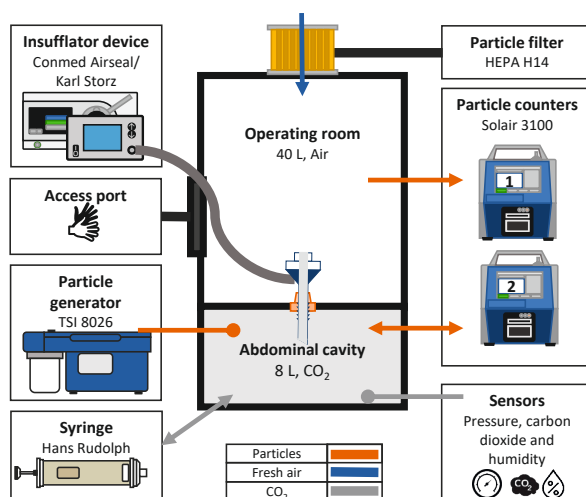 Insufflator device
Conmed Airseal/
Karl Storz
Particle filter
HEPA H14
Operating room
40 L, Air
Particle counters
Solair 3100
1
Access port
Particle
generator
TSI 8026
2
Abdominal cavity
8 L, CO₂
Syringe
Hans Rudolph
Sensors
Pressure, carbon
dioxide and
humidity
CO₂
%
Particles
Fresh air
CO₂